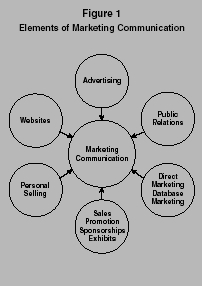 Figure 1
Elements of Marketing Communication
Advertising
Websites
Public
Relations
Marketing
Communication
Personal
Selling
Direct
Marketing
Database
Marketing
Sales
Promotion
Sponsorships
Exhibits